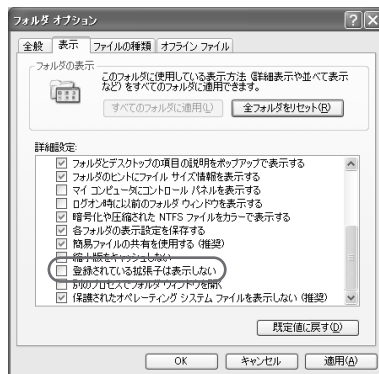 フォルダ オプション
全般 表示 ファイルの種類 オフライン ファイル
フォルダの表示
このフォルダに使用している表示方法 (詳細表示や並べて表示
など) をすべてのフォルダに適用できます。
すべてのフォルダに適用(L) 全フォルダをリセット(R)
詳細設定:
フォルダとデスクトップの項目の説明をポップアップで表示する
フォルダのヒントにファイル サイズ情報を表示する
マイ コンピュータにコントロール パネルを表示する
ログオン時に以前のフォルダ ウィンドウを表示する
暗号化や圧縮された NTFS ファイルをカラーで表示する
各フォルダの表示設定を保存する
簡易ファイルの共有を使用する (推奨)
縮小版をキャッシュしない
登録されている拡張子は表示しない
別のプロセスでフォルダ ウィンドウを開く
保護されたオペレーティング システム ファイルを表示しない (推奨)
既定値に戻す(D)
OK キャンセル 適用(A)